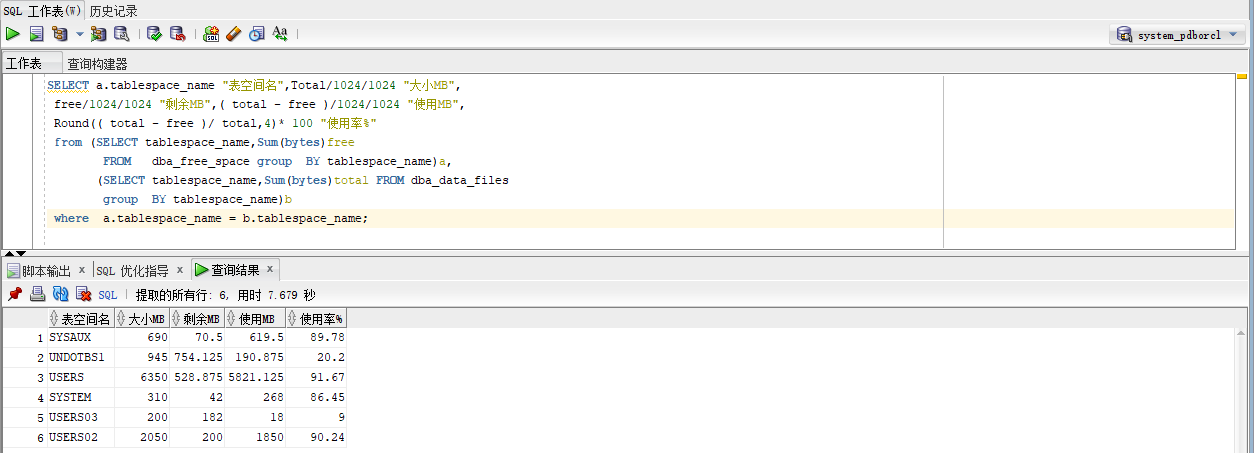 SQL 工作表(W) 历史记录
Aa
system_pdborcl
工作表 查询构建器
SELECT a.tablespace_name "表空间名",Total/1024/1024 "大小MB",
free/1024/1024 "剩余MB",( total - free )/1024/1024 "使用MB",
Round(( total - free )/ total,4)* 100 "使用率%"
from (SELECT tablespace_name,Sum(bytes)free
FROM   dba_free_space group  BY tablespace_name)a,
(SELECT tablespace_name,Sum(bytes)total FROM dba_data_files
group  BY tablespace_name)b
where  a.tablespace_name = b.tablespace_name;
脚本输出 x SQL 优化指导 x 查询结果 x
SQL 提取的所有行: 6, 用时 7.679 秒
表空间名 大小MB 剩余MB 使用MB 使用率%
1 SYSAUX 690 70.5 619.5 89.78
2 UNDOTBS1 945 754.125 190.875 20.2
3 USERS 6350 528.875 5821.125 91.67
4 SYSTEM 310 42 268 86.45
5 USERS03 200 182 18 9
6 USERS02 2050 200 1850 90.24